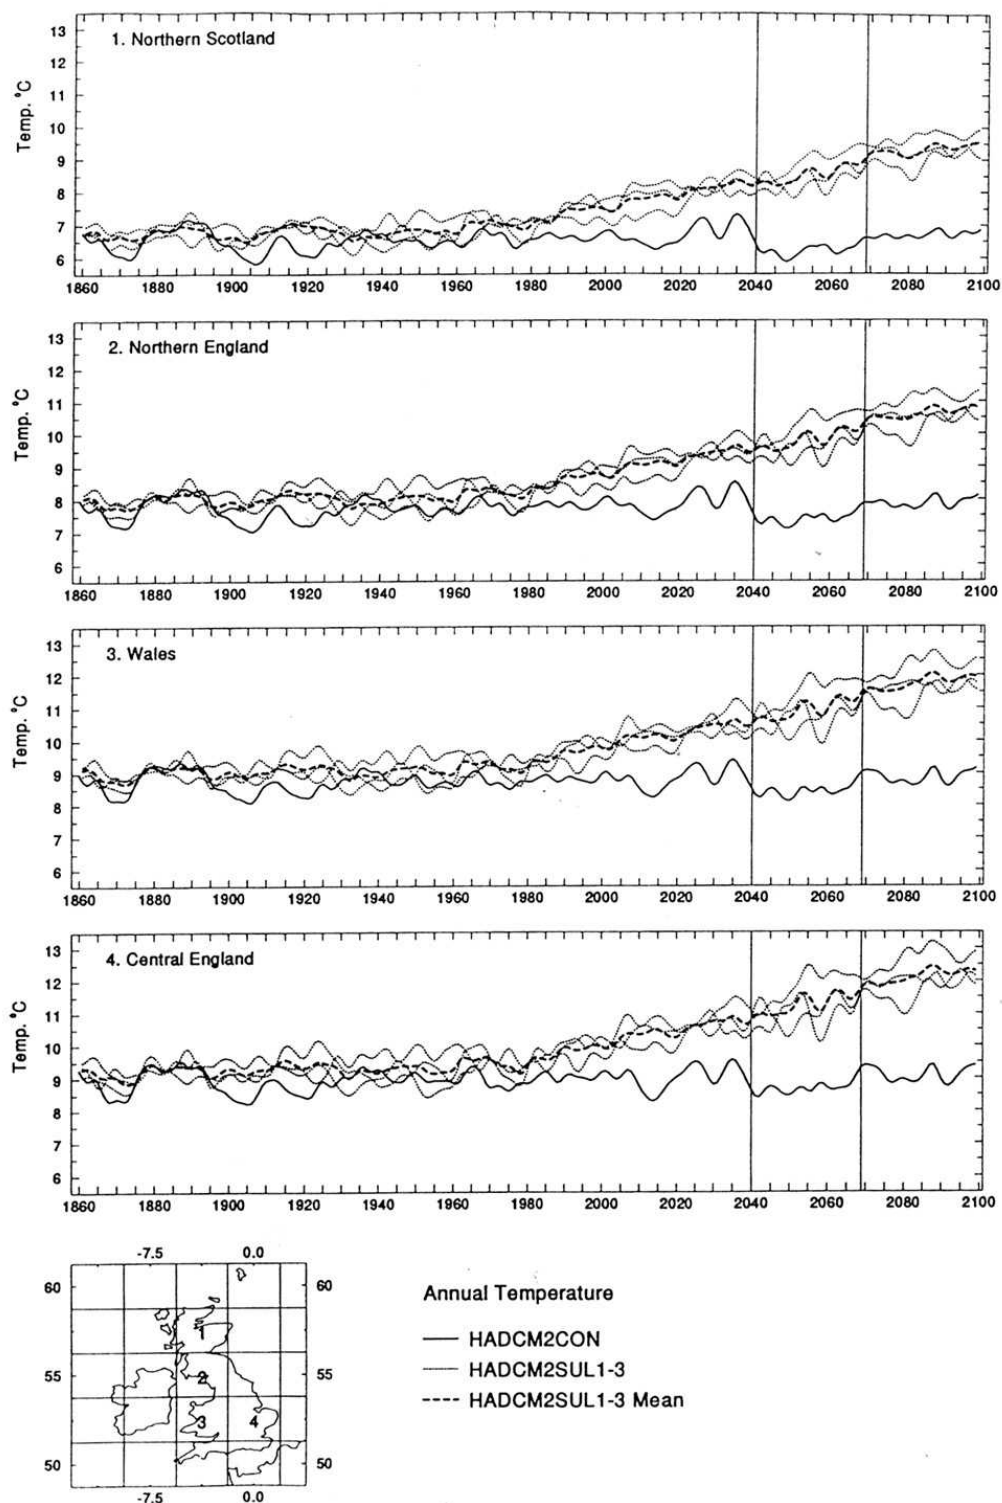 13
12
11
10
9
8
7
6
Temp. °C
1. Northern Scotland
1860 1880 1900 1920 1940 1960 1980 2000 2020 2040 2060 2080 2100
13
12
11
10
9
8
7
6
Temp. °C
2. Northern England
1860 1880 1900 1920 1940 1960 1980 2000 2020 2040 2060 2080 2100
13
12
11
10
9
8
7
6
Temp. °C
3. Wales
1860 1880 1900 1920 1940 1960 1980 2000 2020 2040 2060 2080 2100
13
12
11
10
9
8
7
6
Temp. °C
4. Central England
1860 1880 1900 1920 1940 1960 1980 2000 2020 2040 2060 2080 2100
-7.5 0.0
60 60
55 55
50 50
1
2
3 4
-7.5 0.0
Annual Temperature
HADCM2CON
HADCM2SUL1-3
HADCM2SUL1-3 Mean